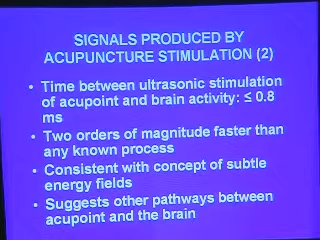 SIGNALS PRODUCED BY
ACUPUNCTURE STIMULATION (2)
• Time between ultrasonic stimulation
of acupoint and brain activity: ≤ 0.8
ms
• Two orders of magnitude faster than
any known process
• Consistent with concept of subtle
energy fields
• Suggests other pathways between
acupoint and the brain